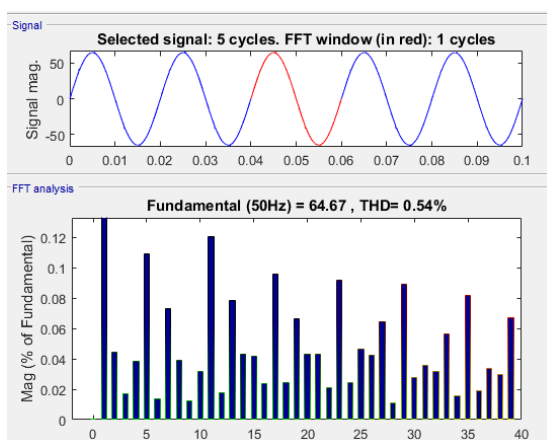 Signal
Selected signal: 5 cycles. FFT window (in red): 1 cycles
50
0
-50
Signal mag.
0 0.01 0.02 0.03 0.04 0.05 0.06 0.07 0.08 0.09 0.1
FFT analysis
Fundamental (50Hz) = 64.67 , THD= 0.54%
0.12
0.1
0.08
0.06
0.04
0.02
0
Mag (% of Fundamental)
0 5 10 15 20 25 30 35 40